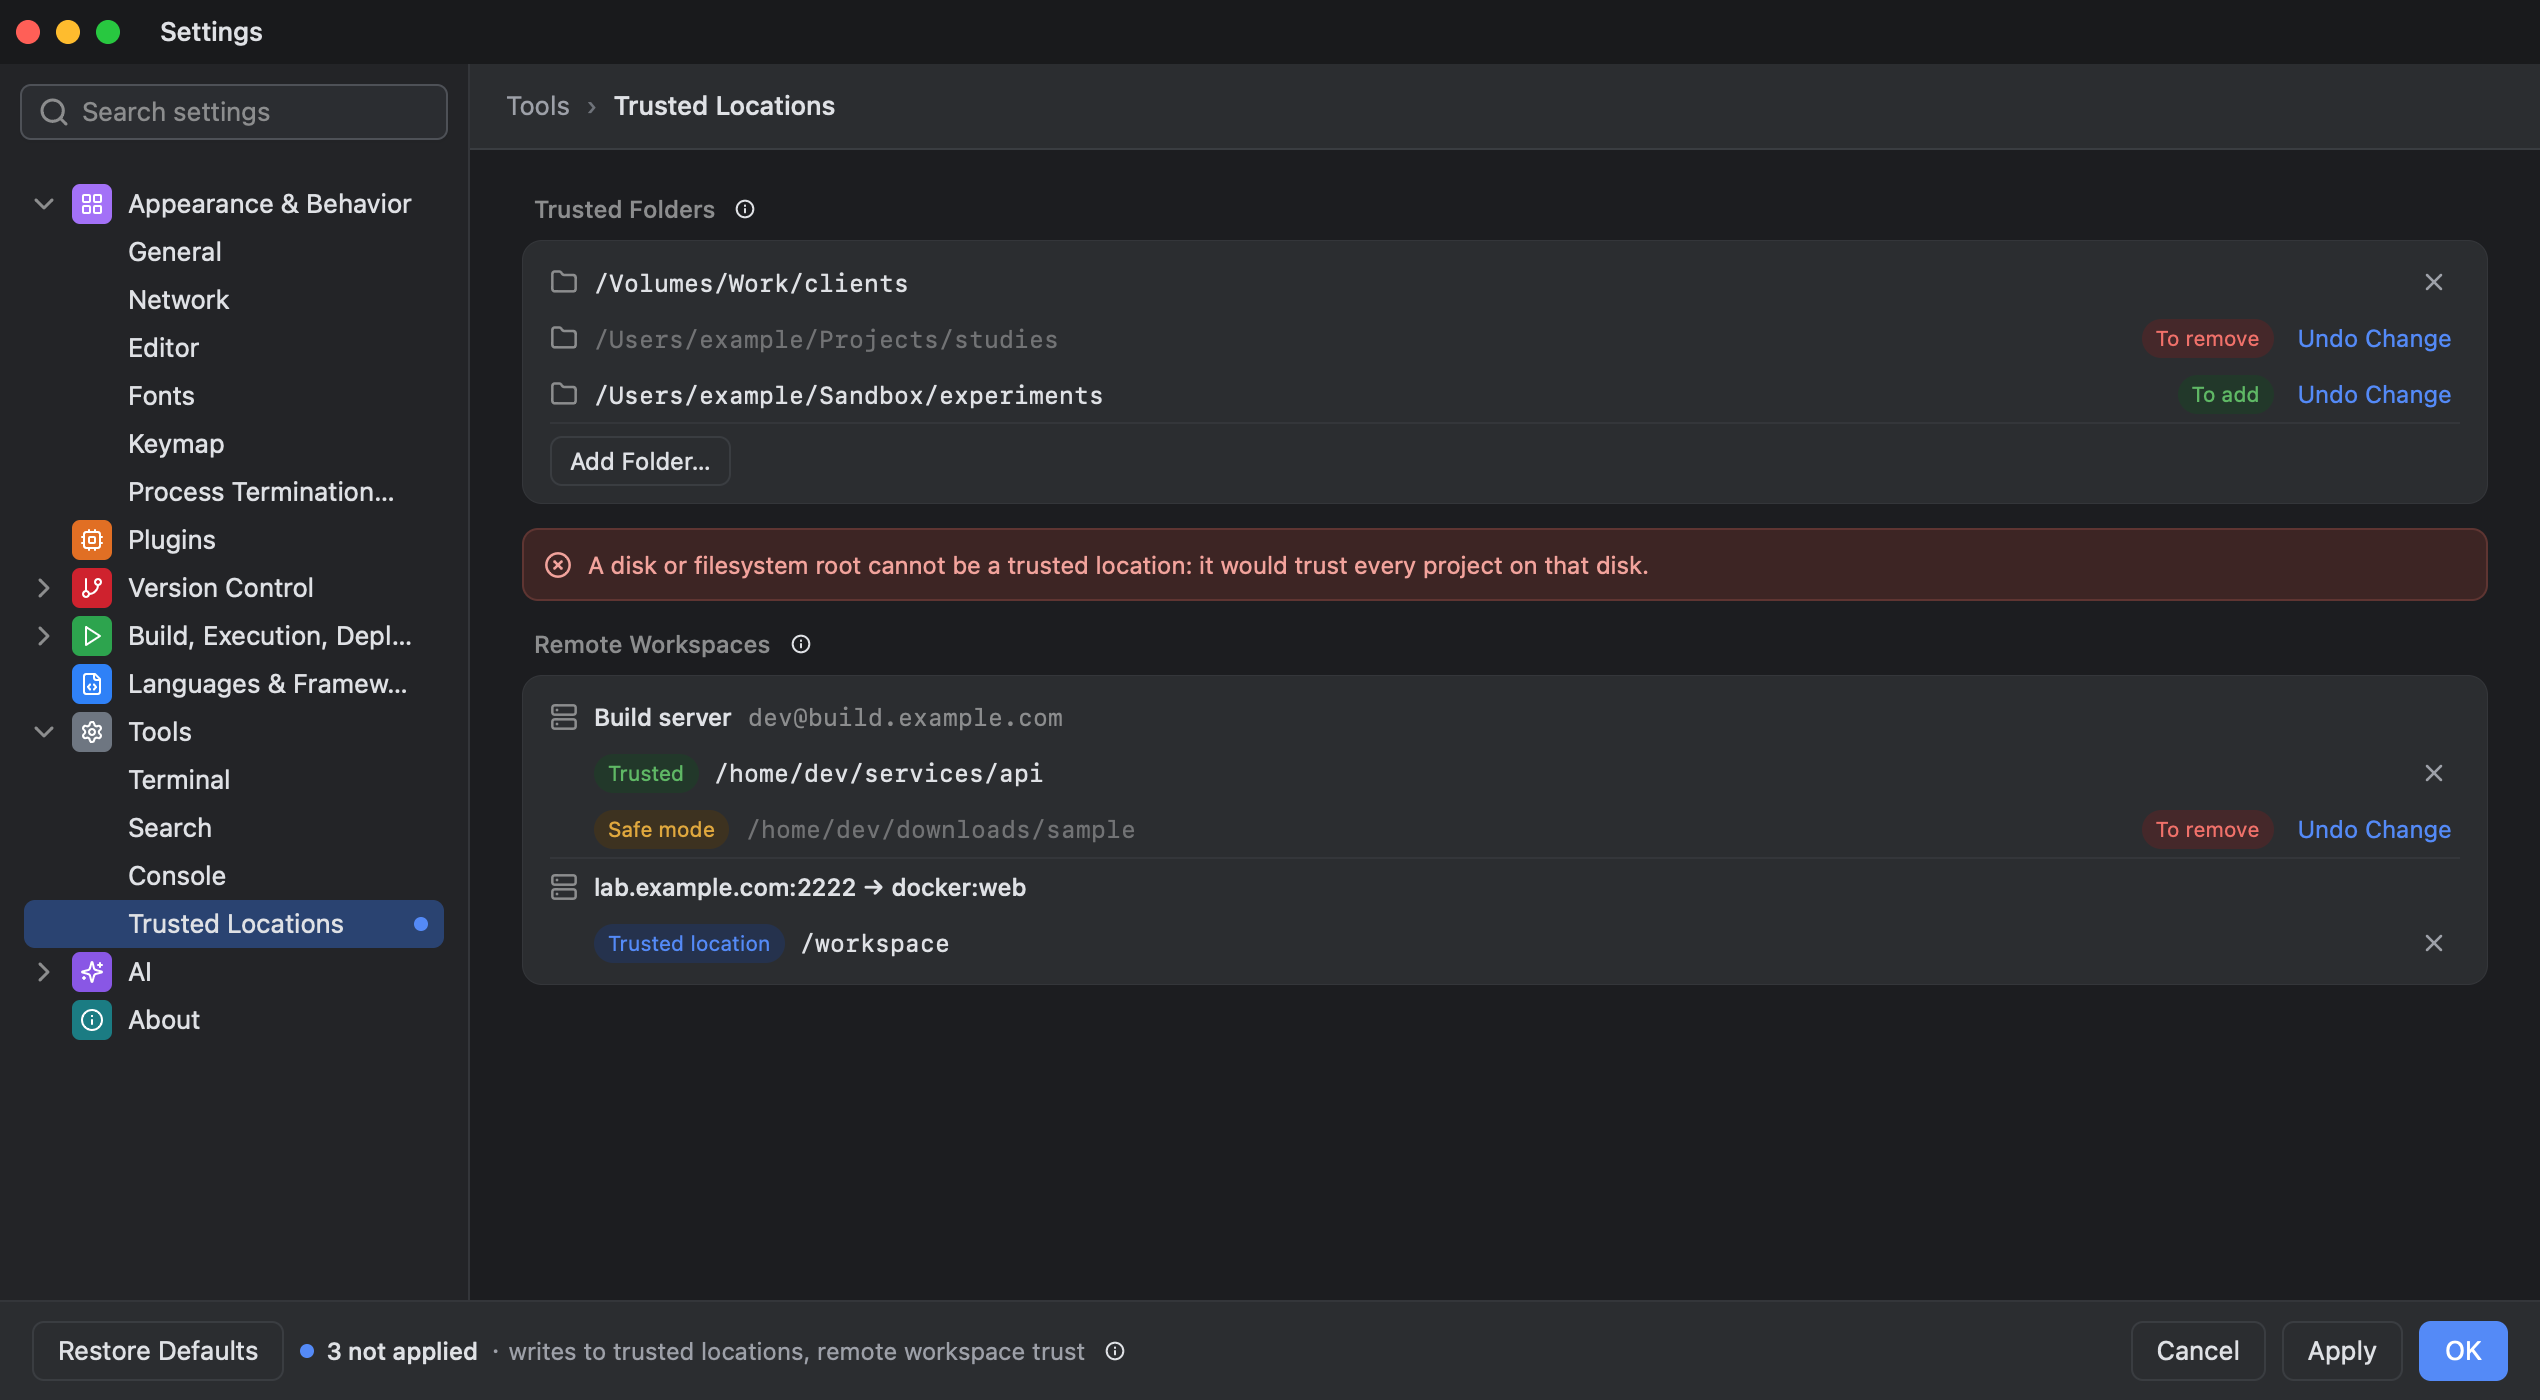 Settings
Search settings
Appearance & Behavior
General
Network
Editor
Fonts
Keymap
Process Termination...
Plugins
Version Control
Build, Execution, Depl...
Languages & Framew...
Tools
Terminal
Search
Console
Trusted Locations
AI
About
Tools › Trusted Locations
Trusted Folders
/Volumes/Work/clients
/Users/example/Projects/studies To remove Undo Change
/Users/example/Sandbox/experiments To add Undo Change
Add Folder...
A disk or filesystem root cannot be a trusted location: it would trust every project on that disk.
Remote Workspaces
Build server dev@build.example.com
Trusted /home/dev/services/api
Safe mode /home/dev/downloads/sample To remove Undo Change
lab.example.com:2222 → docker:web
Trusted location /workspace
Restore Defaults 3 not applied · writes to trusted locations, remote workspace trust Cancel Apply OK